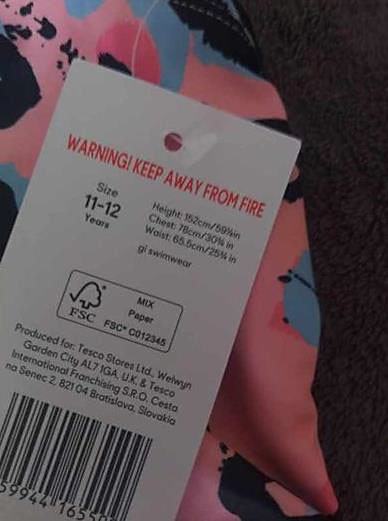 WARNING! KEEP AWAY FROM FIRE
Size
11-12
Years
Height: 152cm/59¾in
Chest: 78cm/30¾ in
Waist: 65.5cm/25¾ in
gi swimwear
FSC
MIX
Paper
FSC® C012345
Produced for: Tesco Stores Ltd., Welwyn
Garden City AL7 1GA, U.K, & Tesco
International Franchising S.R.O. Cesta
na Senec 2, 821 04 Bratislava, Slovakia